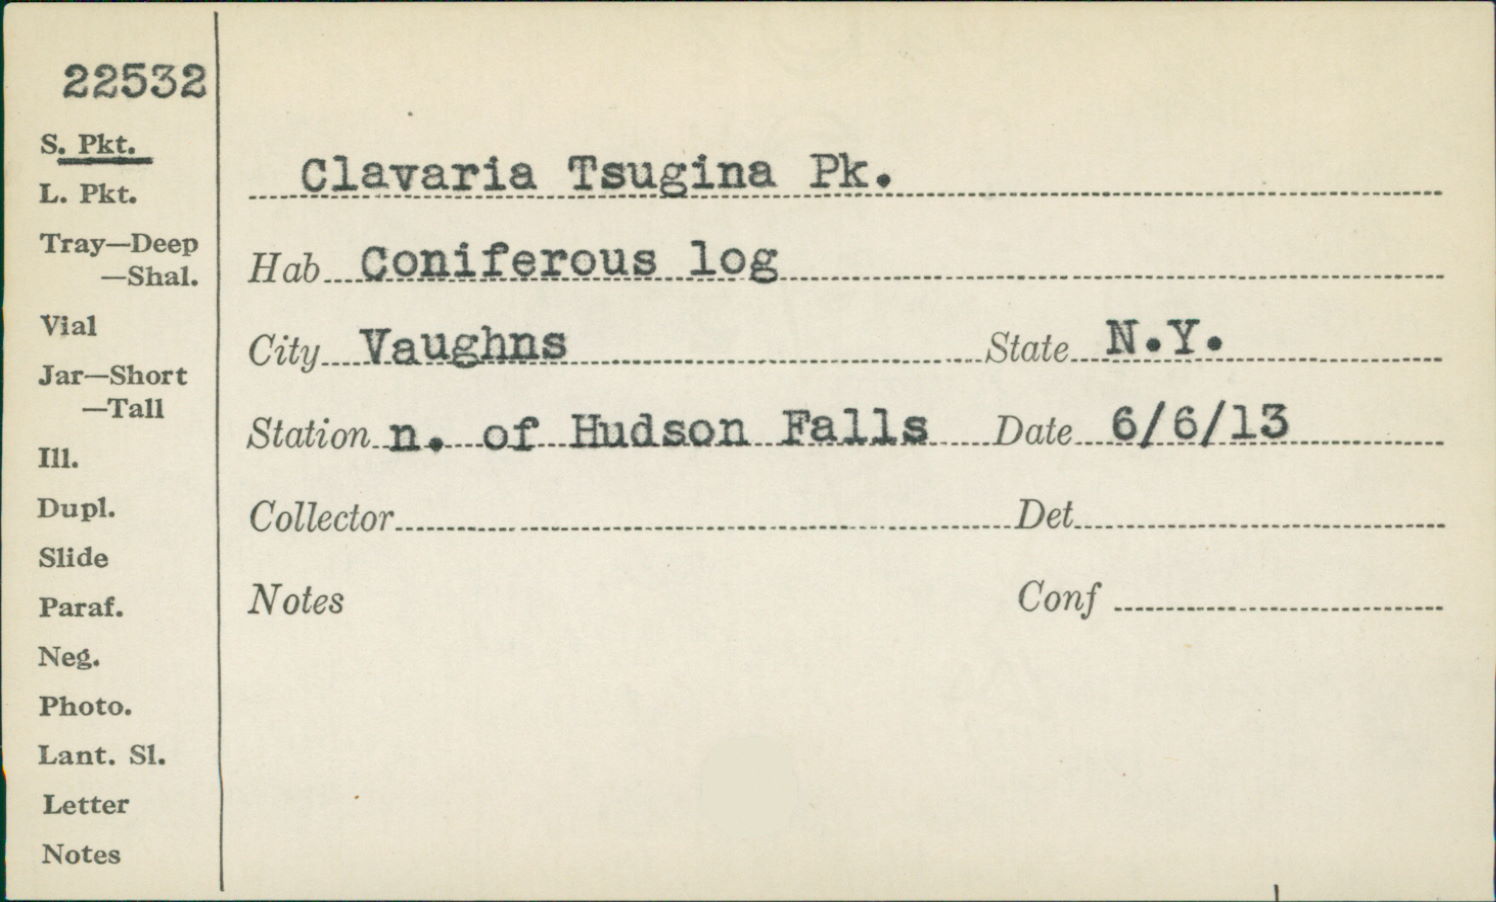 22532
S. Pkt.
L. Pkt.
Tray—Deep
—Shal.
Vial
Jar—Short
—Tall
Ill.
Dupl.
Slide
Paraf.
Neg.
Photo.
Lant. Sl.
Letter
Notes
Clavaria Tsugina Pk.
Hab Coniferous log
City Vaughns State N.Y.
Station n. of Hudson Falls Date 6/6/13
Collector Det
Notes Conf